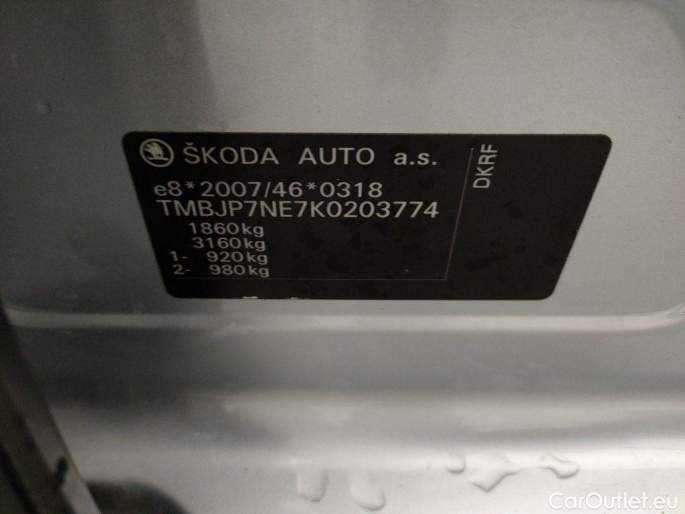 ŠKODA AUTO a.s.
DKRF
e8*2007/46*0318
TMBJP7NE7K0203774
1860kg
3160kg
1- 920kg
2- 980kg
CarOutlet.eu